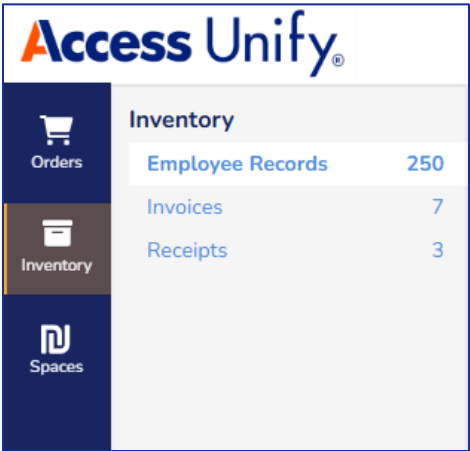 Access Unify®
Orders
Inventory
Spaces
Inventory
Employee Records 250
Invoices 7
Receipts 3